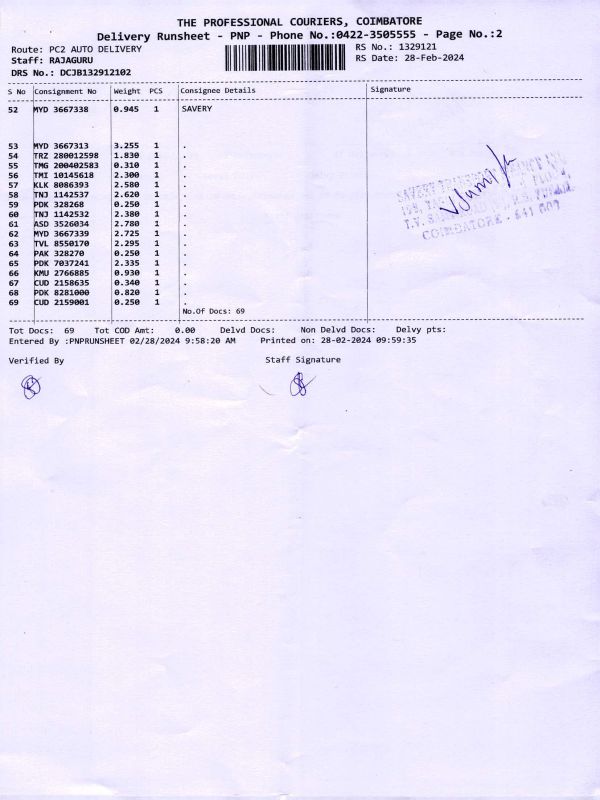 THE PROFESSIONAL COURIERS, COIMBATORE
Delivery Runsheet - PNP - Phone No.:0422-3505555 - Page No.:2
Route: PC2 AUTO DELIVERY RS No.: 1329121
Staff: RAJAGURU RS Date: 28-Feb-2024
DRS No.: DCJB132912102
S No Consignment No Weight PCS Consignee Details Signature
52 MYD 3667338 0.945 1 SAVERY
53 MYD 3667313 3.255 1 .
54 TRZ 280012598 1.830 1 .
55 TMG 200402583 0.310 1 .
56 TMI 10145618 2.300 1 .
57 KLK 8086393 2.580 1 .
58 TNJ 1142537 2.620 1 .
59 PDK 328268 0.250 1 .
60 TNJ 1142532 2.380 1 .
61 ASD 3526034 2.780 1 .
62 MYD 3667339 2.725 1 .
63 TVL 8550170 2.295 1 .
64 PAK 328270 0.250 1 .
65 PDK 7037241 2.335 1 .
66 KMU 2766885 0.930 1 .
67 CUD 2158635 0.340 1 .
68 PDK 8281000 0.820 1 .
69 CUD 2159001 0.250 1 .
No.Of Docs: 69
SAVERY
COIMBATORE - 641 007
Tot Docs: 69 Tot COD Amt: 0.00 Delvd Docs: Non Delvd Docs: Delvy pts:
Entered By :PNPRUNSHEET 02/28/2024 9:58:20 AM Printed on: 28-02-2024 09:59:35
Verified By Staff Signature